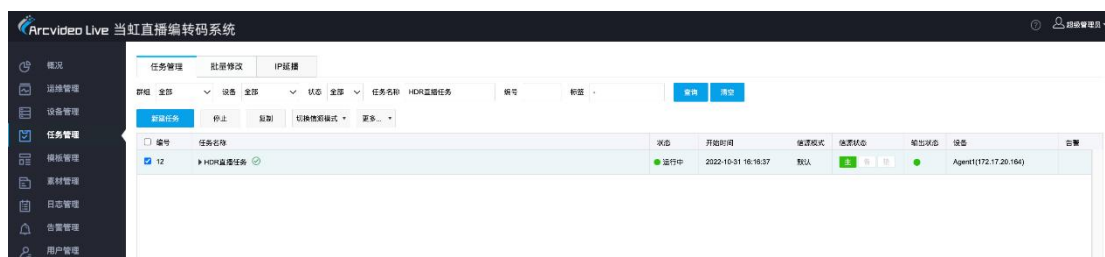 Arcvideo Live 当虹直播编转码系统
超级管理员
概况
运维管理
设备管理
任务管理
模板管理
素材管理
日志管理
告警管理
用户管理
任务管理 批量修改 IP延播
群组 全部 设备 全部 状态 全部 任务名称 HDR直播任务 编号 标签 - 查询 清空
新建任务 停止 复制 切换信源模式 更多...
编号 任务名称 状态 开始时间 信源模式 信源状态 输出状态 设备 告警
12 HDR直播任务 运行中 2022-10-31 16:16:37 默认 主 备 Agent1(172.17.20.164)